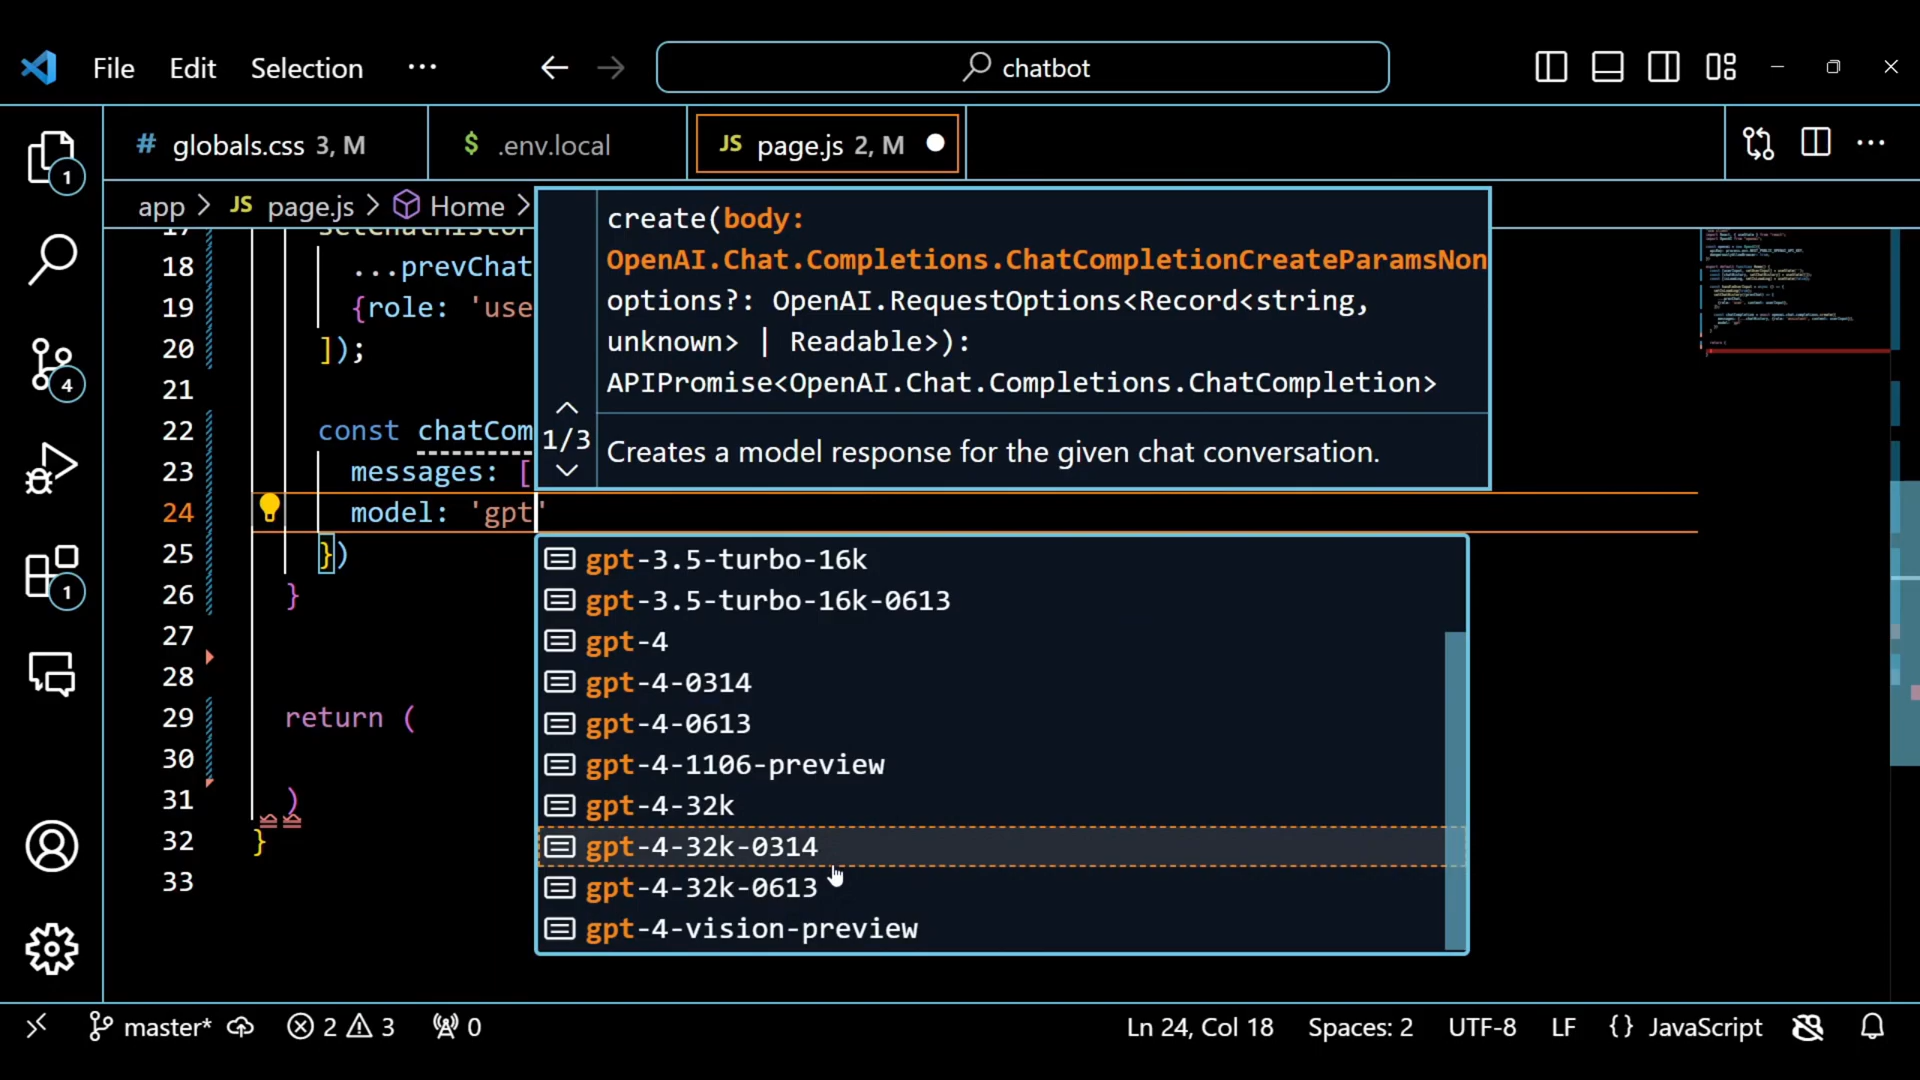 File Edit Selection ··· chatbot
# globals.css 3, M $ .env.local JS page.js 2, M
app > JS page.js > Home >
create(body:
OpenAI.Chat.Completions.ChatCompletionCreateParamsNon
options?: OpenAI.RequestOptions<Record<string,
unknown> | Readable>):
APIPromise<OpenAI.Chat.Completions.ChatCompletion>
1/3
Creates a model response for the given chat conversation.
17
18 ...prevChat
19 {role: 'use
20 ]);
21
22 const chatCom
23 messages: [
24 model: 'gpt'
25 })
26 }
27
28
29 return (
30
31 )
32 }
33
gpt-3.5-turbo-16k
gpt-3.5-turbo-16k-0613
gpt-4
gpt-4-0314
gpt-4-0613
gpt-4-1106-preview
gpt-4-32k
gpt-4-32k-0314
gpt-4-32k-0613
gpt-4-vision-preview
1
4
1
master* 2 3 0 Ln 24, Col 18 Spaces: 2 UTF-8 LF {} JavaScript